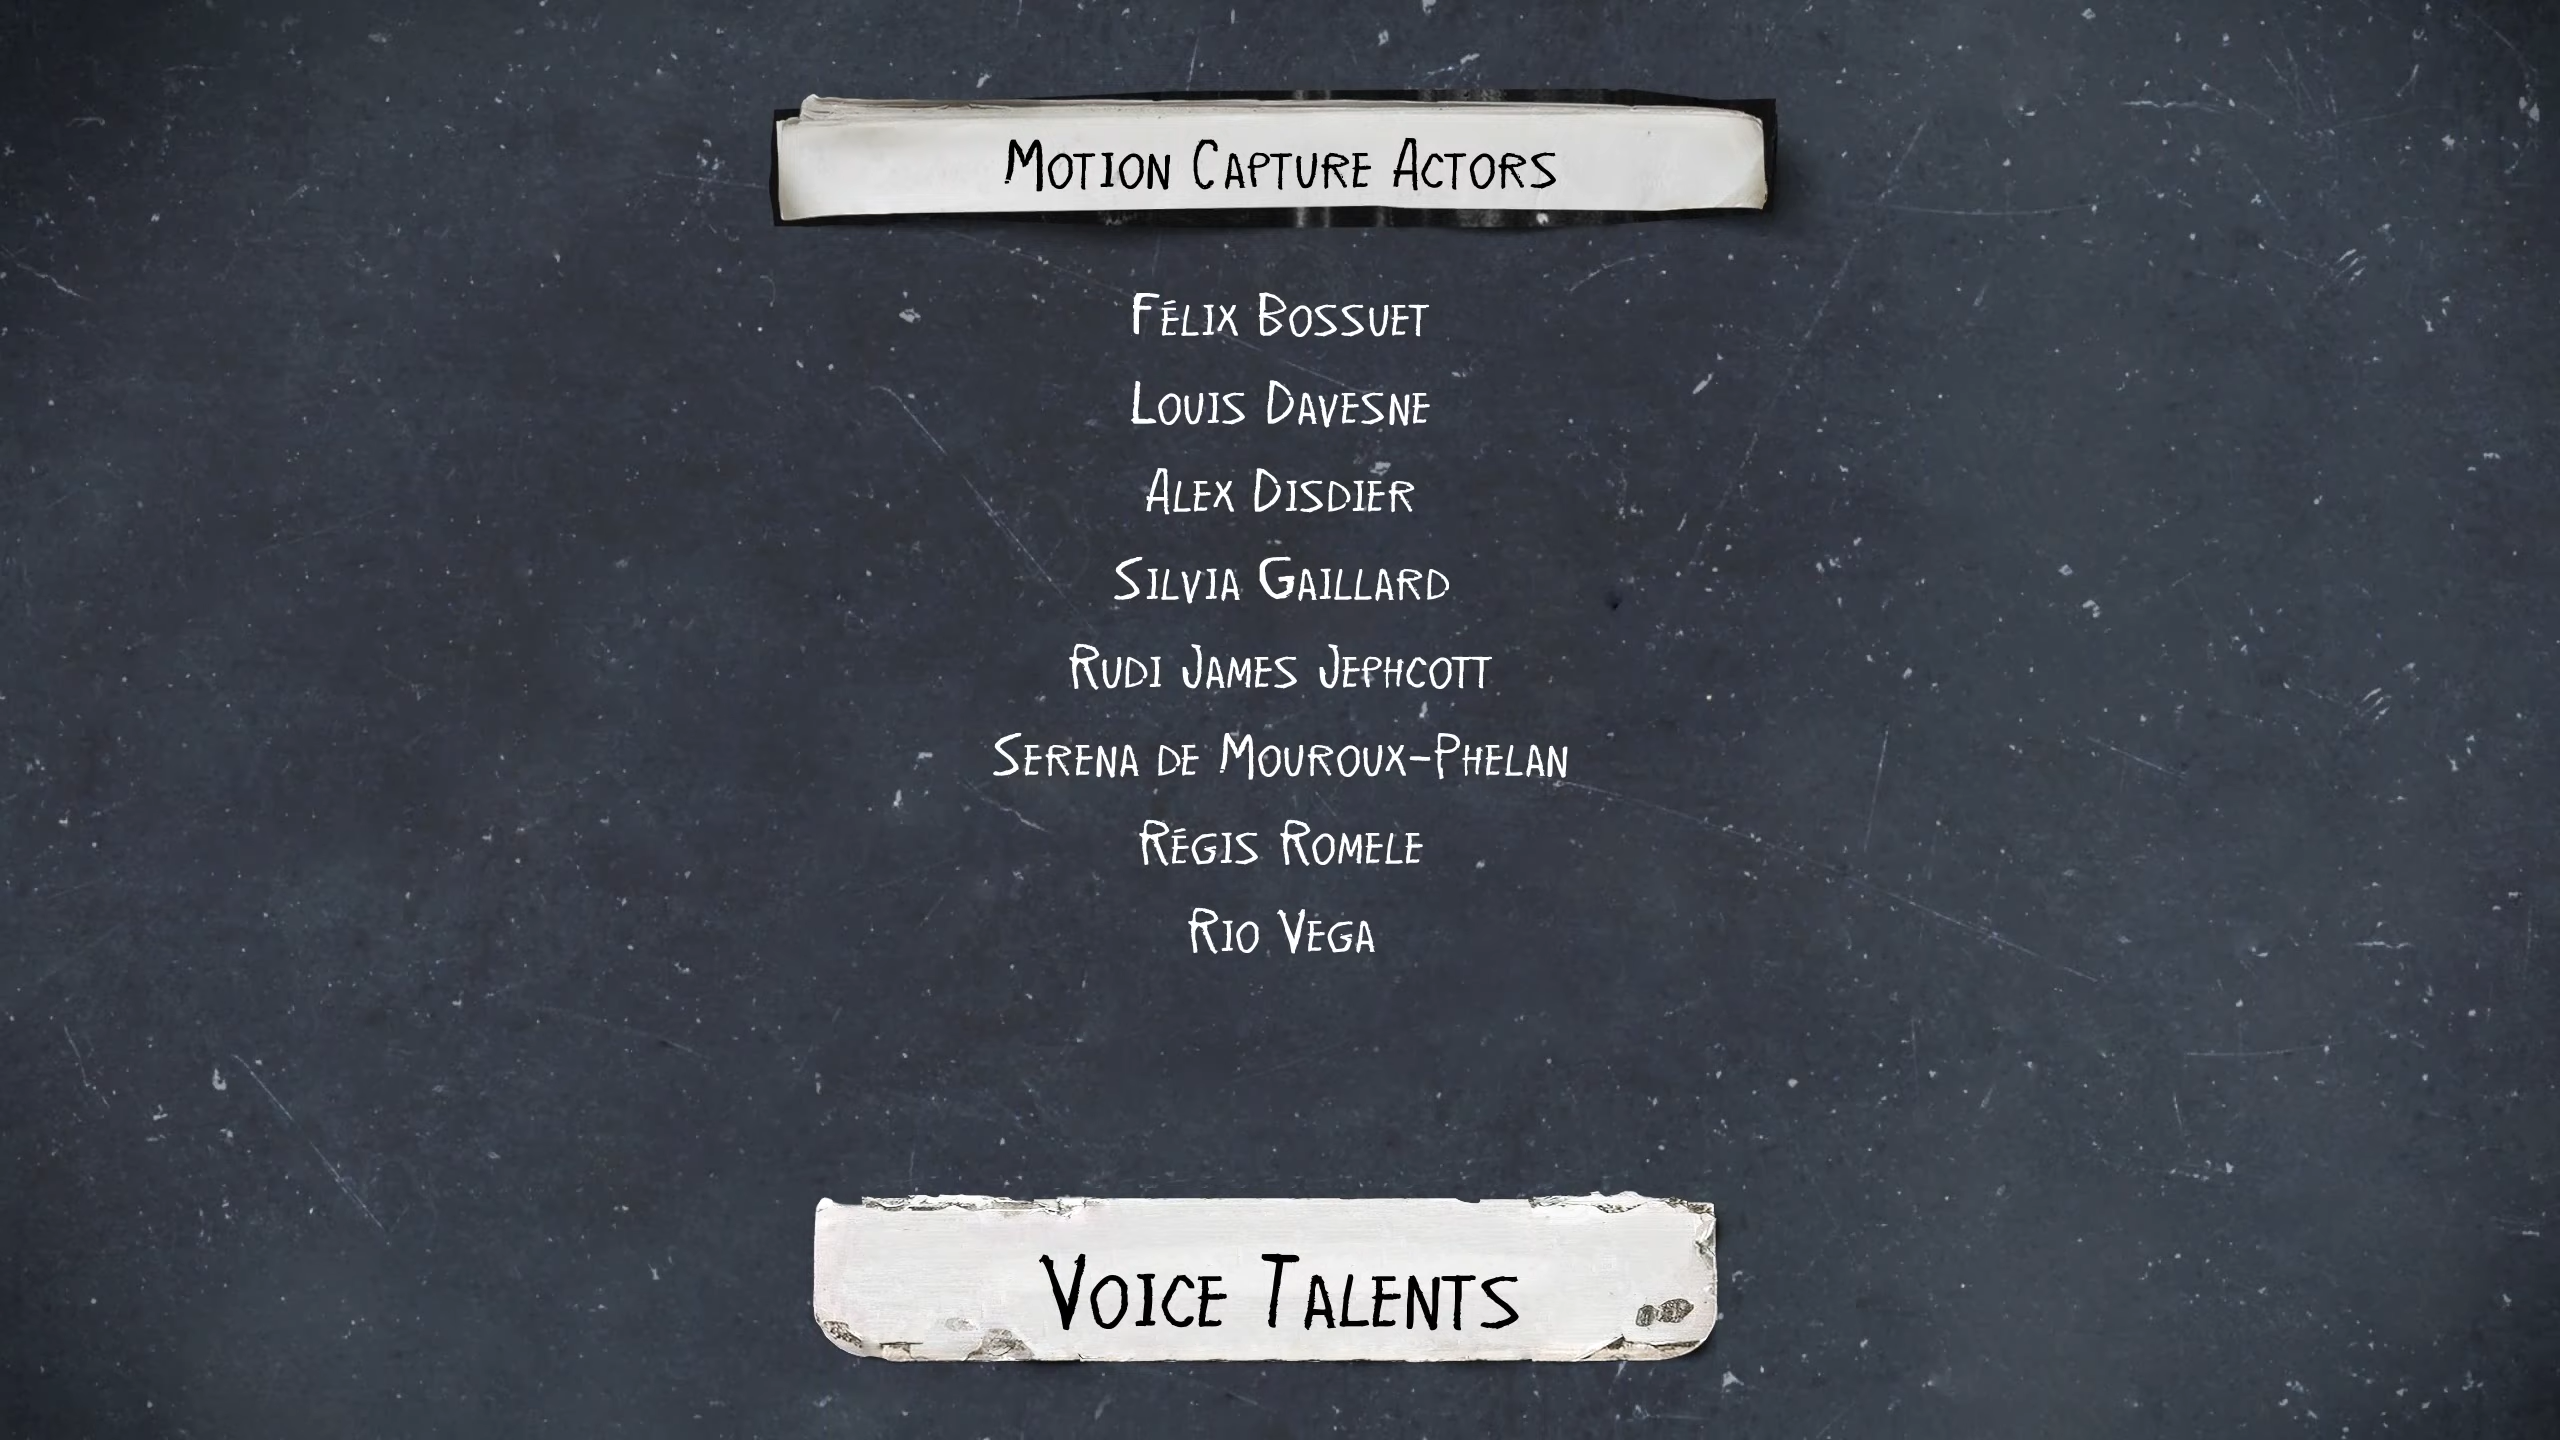 Motion Capture Actors
Félix Bossuet
Louis Davesne
Alex Disdier
Silvia Gaillard
Rudi James Jephcott
Serena de Mouroux-Phelan
Régis Romele
Rio Vega
Voice Talents